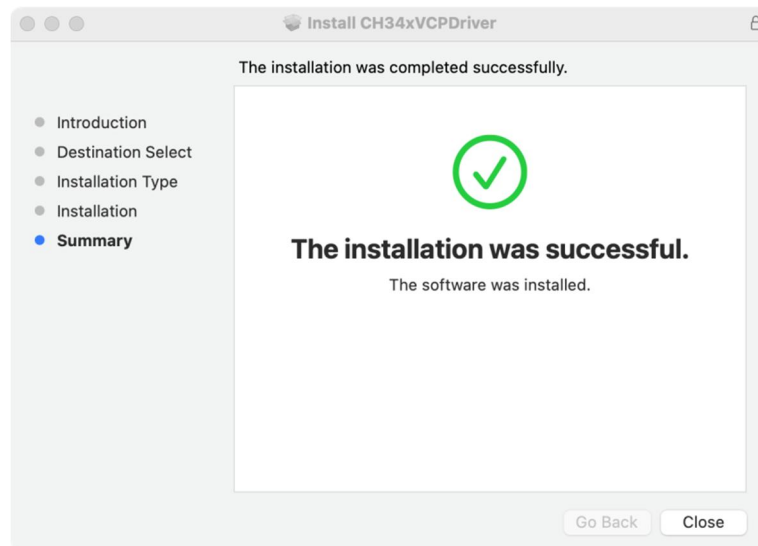 Install CH34xVCPDriver
The installation was completed successfully.
Introduction
Destination Select
Installation Type
Installation
Summary
The installation was successful.
The software was installed.
Go Back
Close